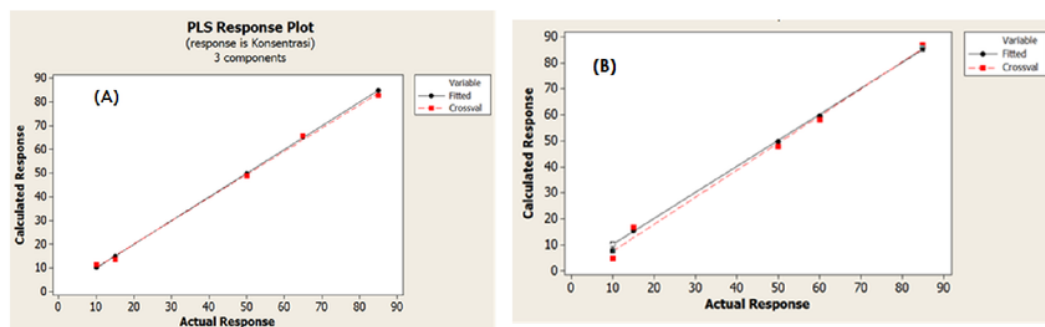 PLS Response Plot
(response is Konsentrasi)
3 components
(A)
Variable
Fitted
Crossval
Calculated Response
90
80
70
60
50
40
30
20
10
0
0 10 20 30 40 50 60 70 80 90
Actual Response
(B)
Variable
Fitted
Crossval
Calculated Response
90
80
70
60
50
40
30
20
10
0
0 10 20 30 40 50 60 70 80 90
Actual Response